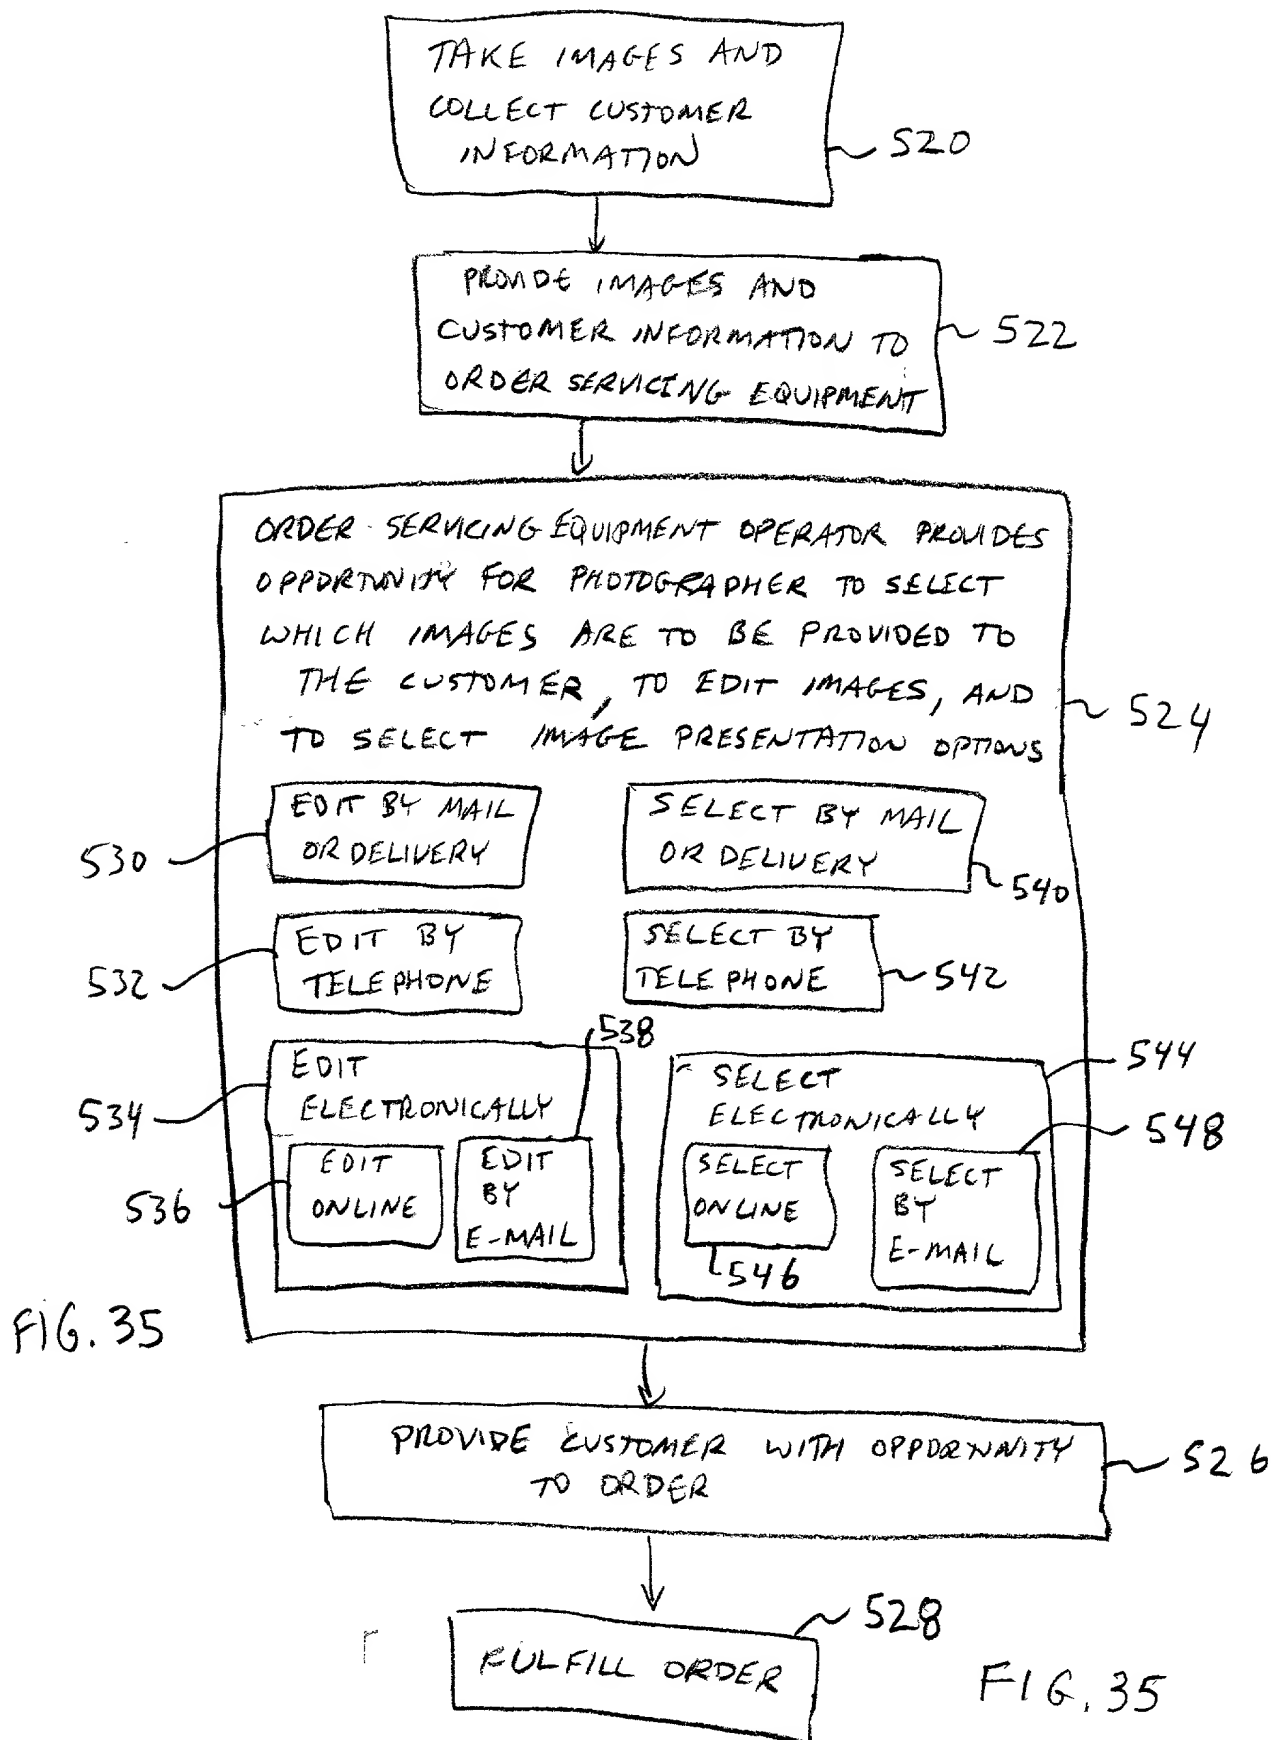 TAKE IMAGES AND
COLLECT CUSTOMER
INFORMATION
520
PROVIDE IMAGES AND
CUSTOMER INFORMATION TO
ORDER SERVICING EQUIPMENT
522
ORDER SERVICING EQUIPMENT OPERATOR PROVIDES
OPPORTUNITY FOR PHOTOGRAPHER TO SELECT
WHICH IMAGES ARE TO BE PROVIDED TO
THE CUSTOMER, TO EDIT IMAGES, AND
TO SELECT IMAGE PRESENTATION OPTIONS
524
EDIT BY MAIL
OR DELIVERY
530
SELECT BY MAIL
OR DELIVERY
540
EDIT BY
TELEPHONE
532
SELECT BY
TELEPHONE
542
538
EDIT
ELECTRONICALLY
534
EDIT
ONLINE
536
EDIT
BY
E-MAIL
SELECT
ELECTRONICALLY
544
548
SELECT
ONLINE
546
SELECT
BY
E-MAIL
FIG. 35
PROVIDE CUSTOMER WITH OPPORTUNITY
TO ORDER
526
528
FULFILL ORDER
FIG. 35